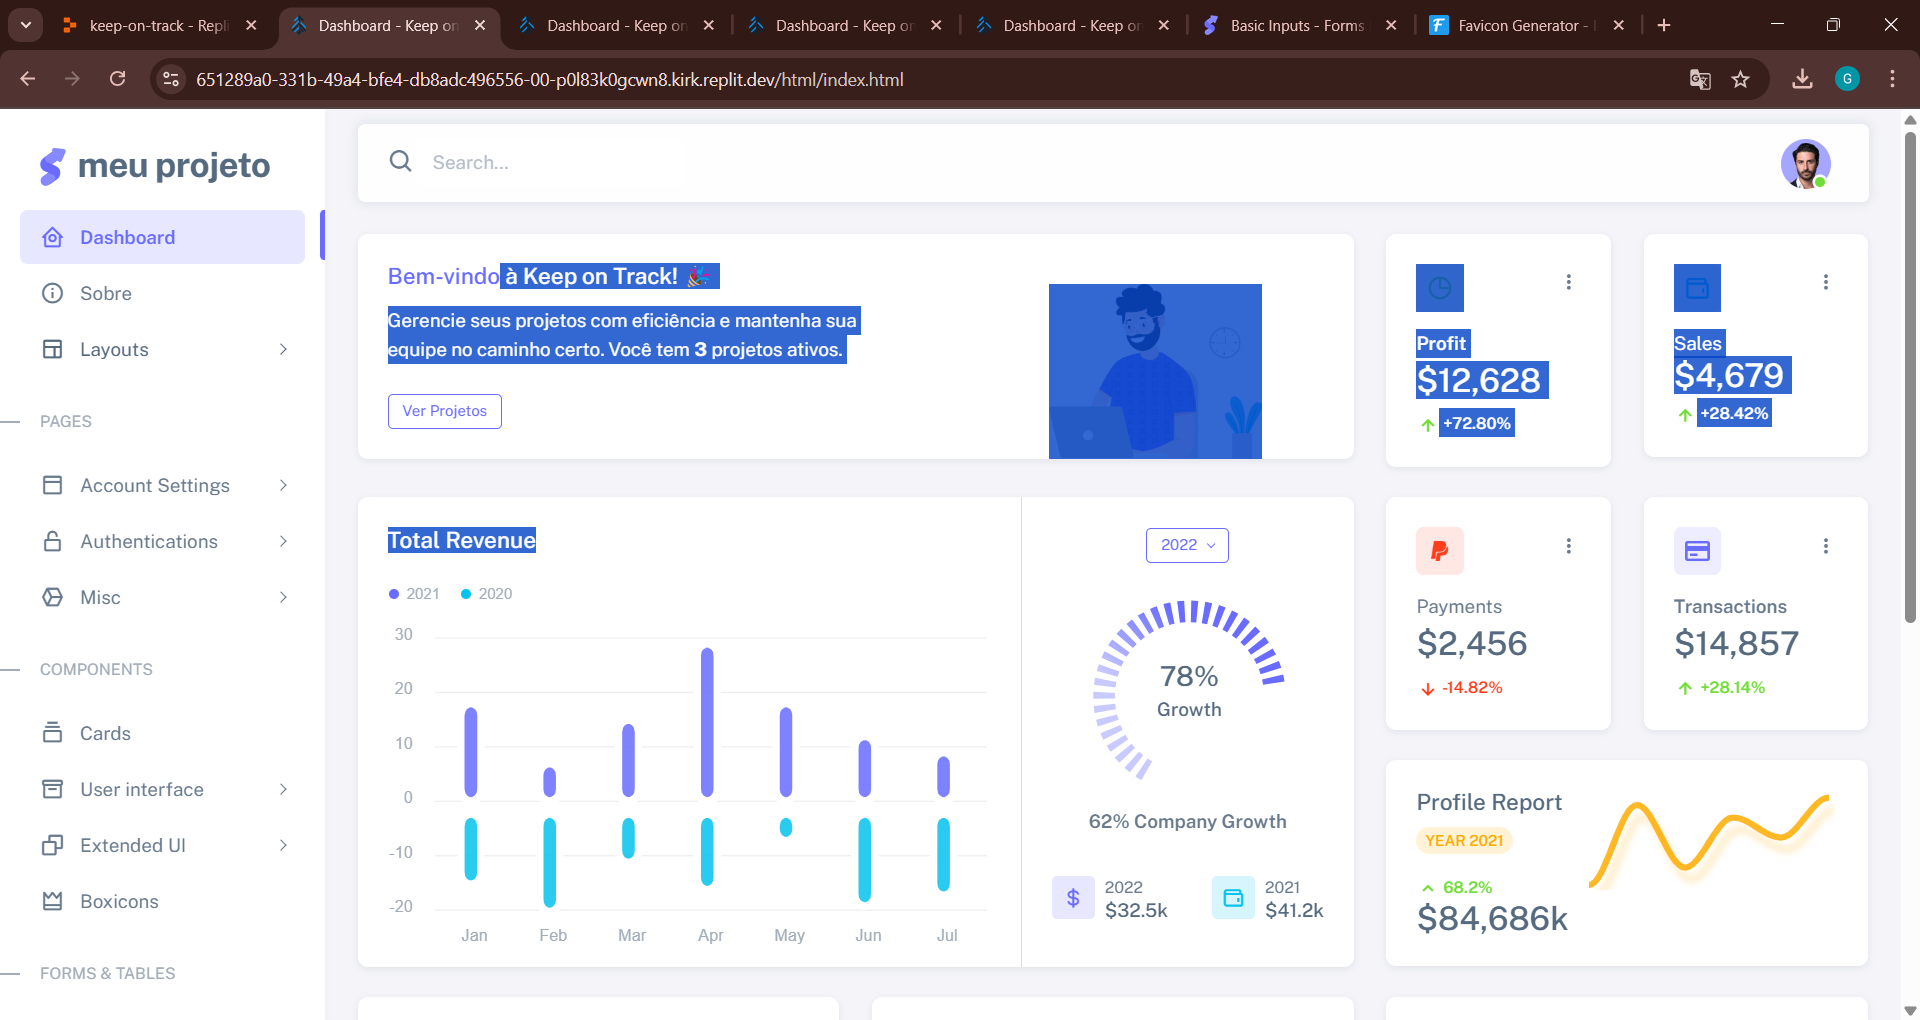 keep-on-track - Repl
Dashboard - Keep on
Dashboard - Keep on
Dashboard - Keep on
Dashboard - Keep or
Basic Inputs - Forms
Favicon Generator -
651289a0-331b-49a4-bfe4-db8adc496556-00-p0l83k0gcwn8.kirk.replit.dev/html/index.html
G
meu projeto
Dashboard
Sobre
Layouts
PAGES
Account Settings
Authentications
Misc
COMPONENTS
Cards
User interface
Extended UI
Boxicons
FORMS & TABLES
Search...
Bem-vindo à Keep on Track! 🎉
Gerencie seus projetos com eficiência e mantenha sua
equipe no caminho certo. Você tem 3 projetos ativos.
Ver Projetos
Profit
$12,628
+72.80%
Sales
$4,679
+28.42%
Total Revenue
2021
2020
30
20
10
0
-10
-20
Jan
Feb
Mar
Apr
May
Jun
Jul
2022
78%
Growth
62% Company Growth
2022
$32.5k
2021
$41.2k
Payments
$2,456
-14.82%
Transactions
$14,857
+28.14%
Profile Report
YEAR 2021
68.2%
$84,686k